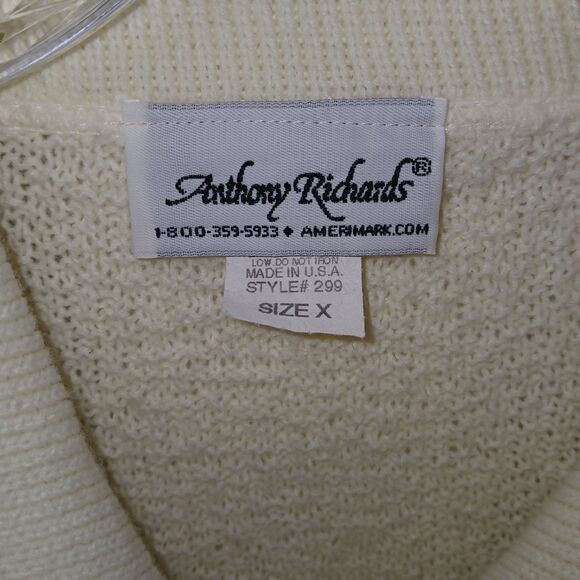 Anthony Richards®
1-800-359-5933 ♦ AMERIMARK.COM
LOW. DO NOT IRON
MADE IN U.S.A.
STYLE# 299
SIZE X